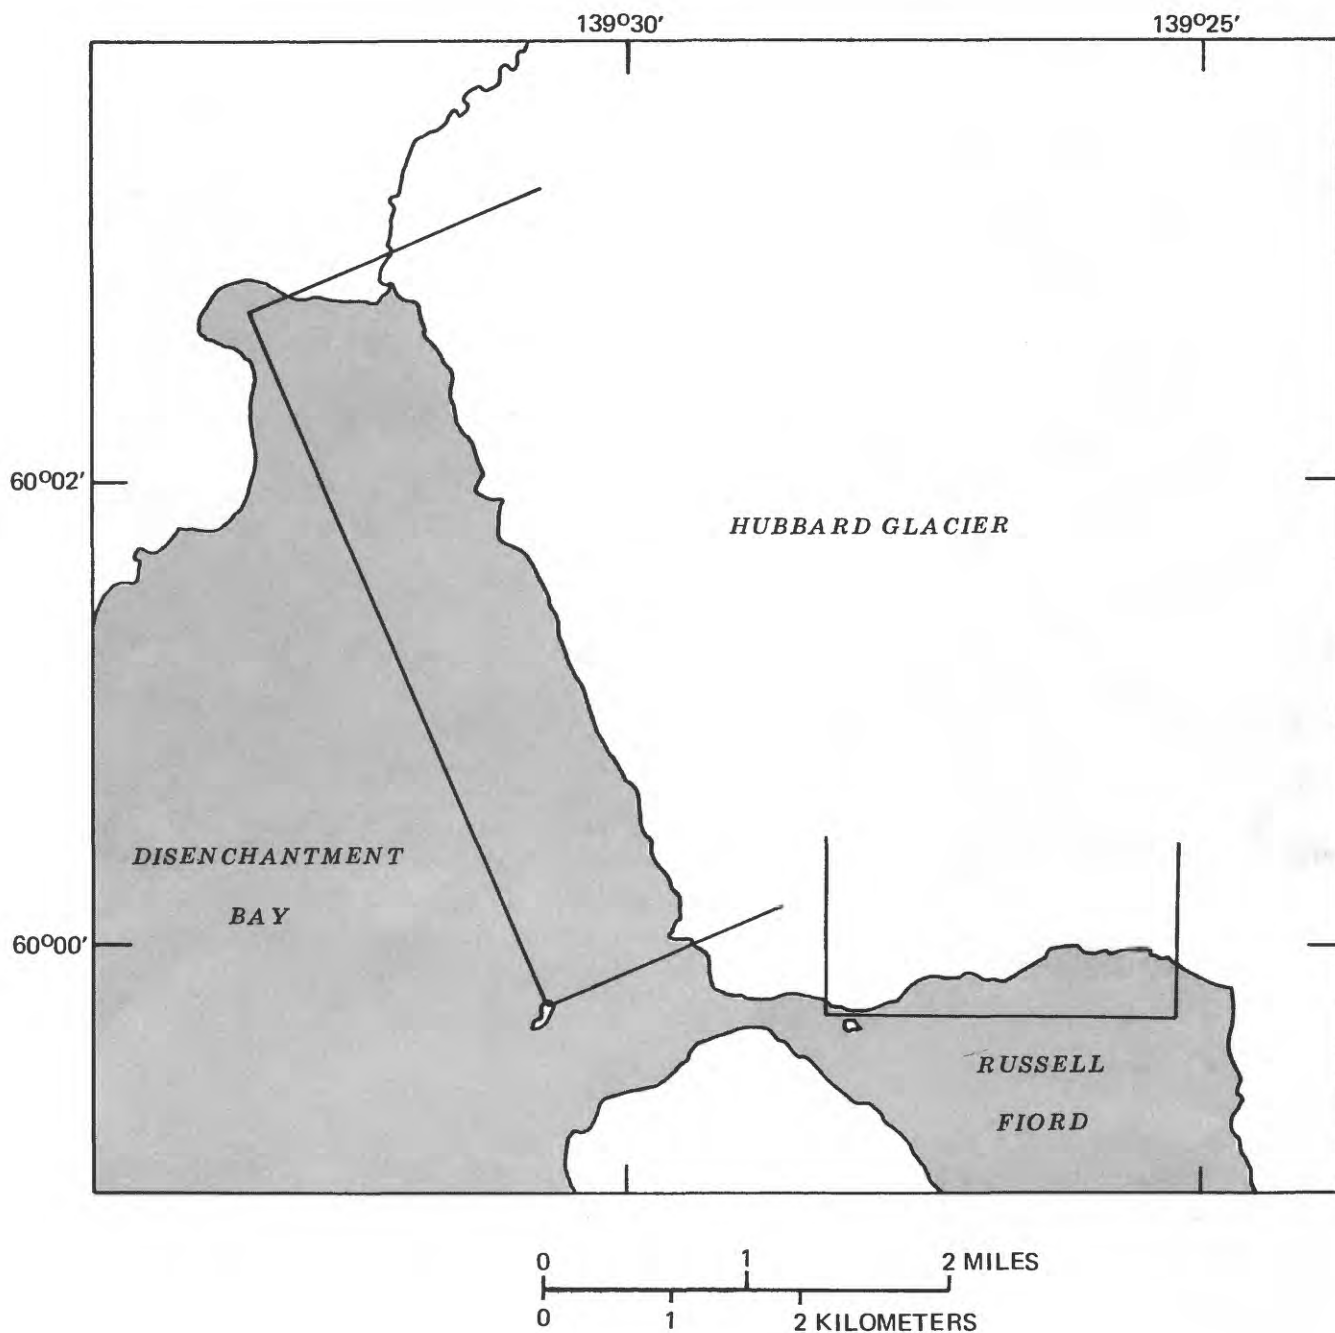 139°30'
139°25'
60°02'
HUBBARD GLACIER
DISENCHANTMENT
BAY
60°00'
RUSSELL
FIORD
0 1 2 MILES
0 1 2 KILOMETERS